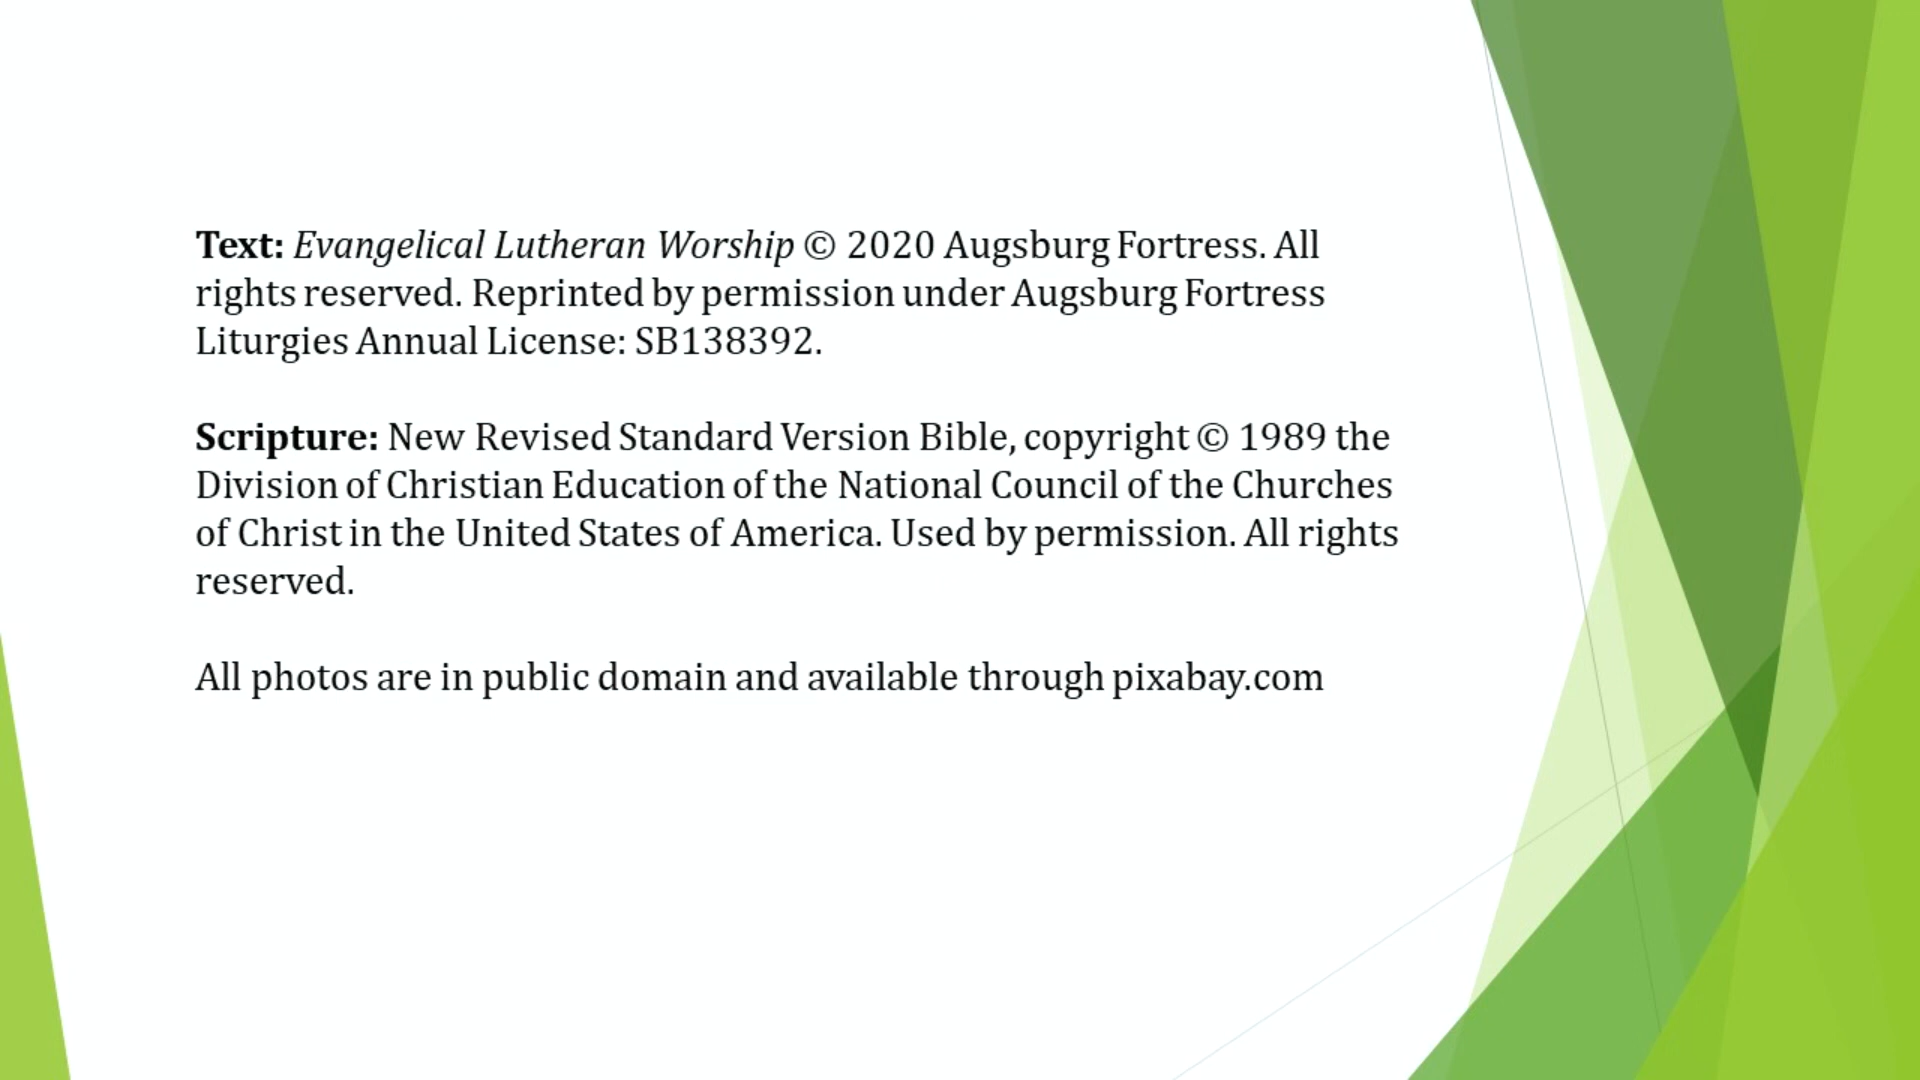 Text: Evangelical Lutheran Worship © 2020 Augsburg Fortress. All
rights reserved. Reprinted by permission under Augsburg Fortress
Liturgies Annual License: SB138392.
Scripture: New Revised Standard Version Bible, copyright © 1989 the
Division of Christian Education of the National Council of the Churches
of Christ in the United States of America. Used by permission. All rights
reserved.
All photos are in public domain and available through pixabay.com